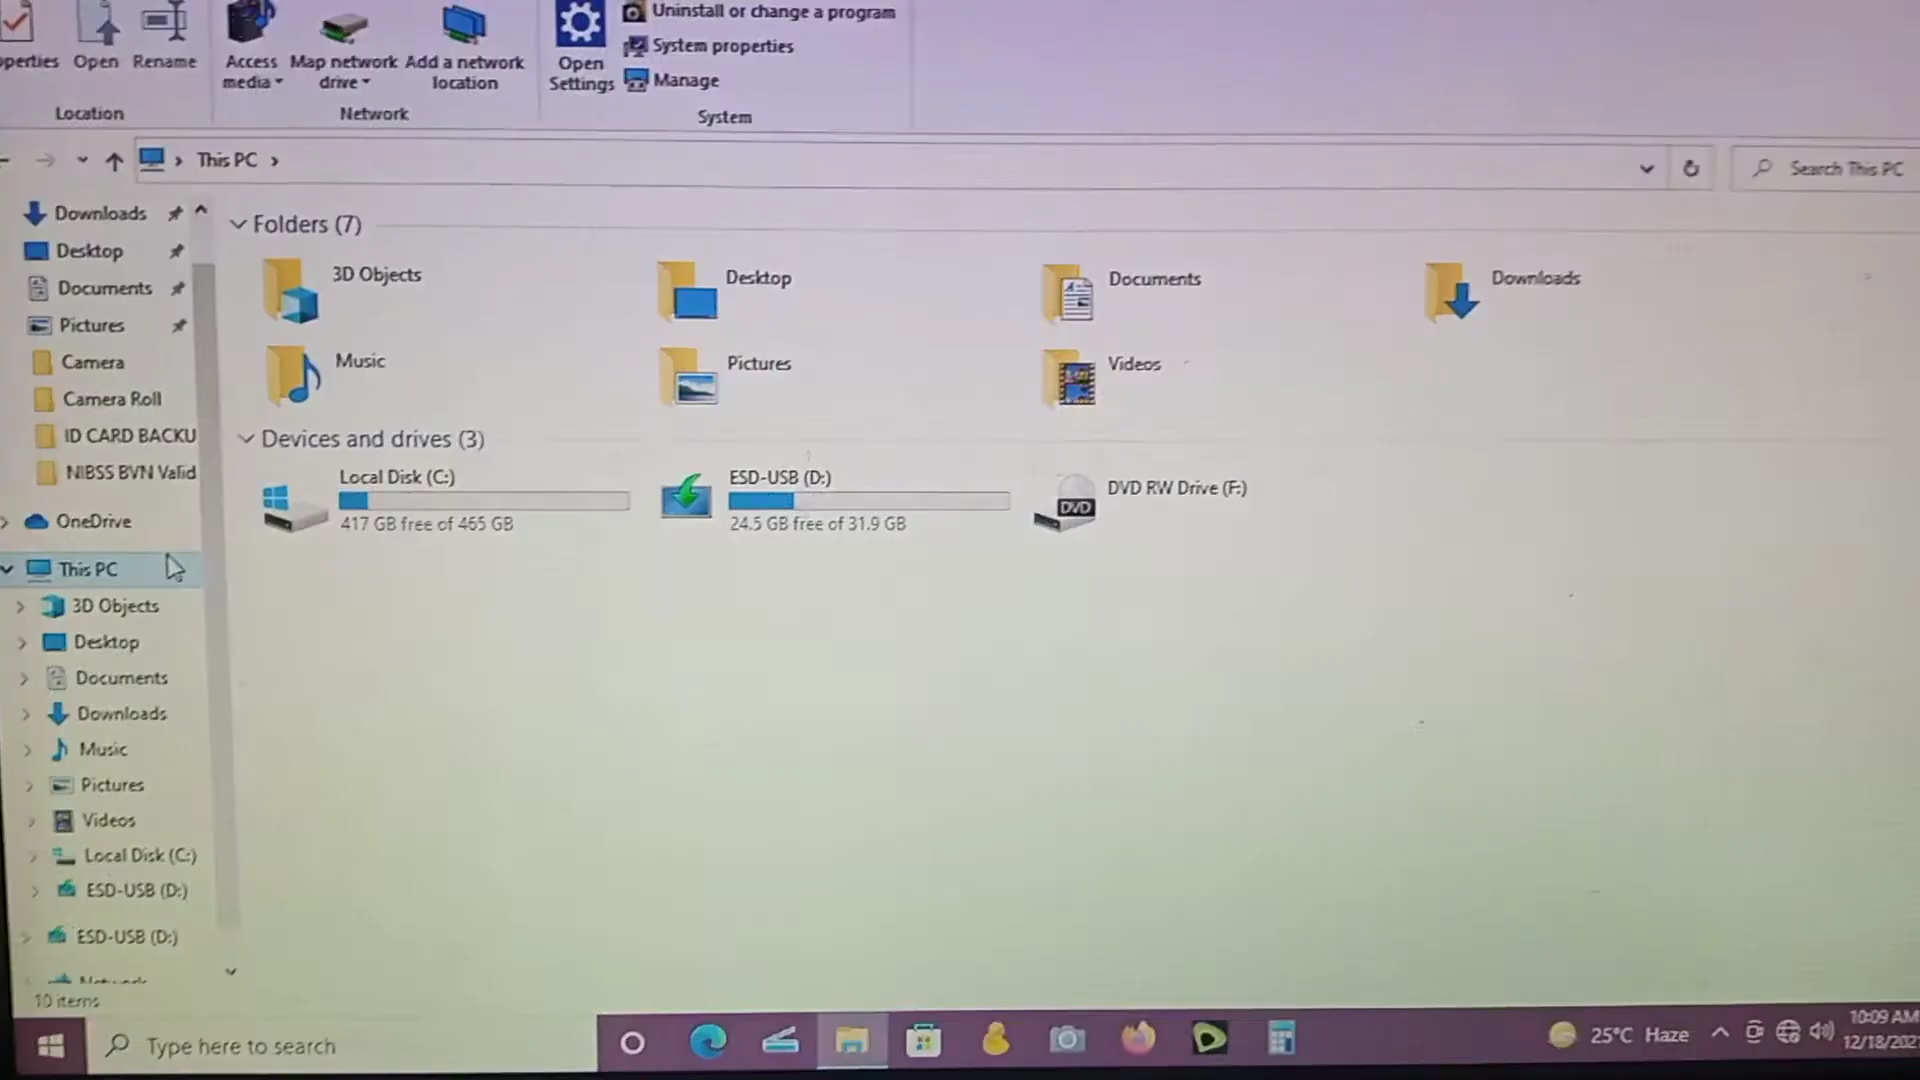 Uninstall or change a program
Open Rename
Access media
Map network drive
Add a network location
Open Settings
System properties
Manage
Location
Network
System
This PC
Search This PC
Downloads
Desktop
Documents
Pictures
Camera
Camera Roll
ID CARD BACKU
NIBSS BVN Valid
OneDrive
This PC
3D Objects
Desktop
Documents
Downloads
Music
Pictures
Videos
Local Disk (C:)
ESD-USB (D:)
ESD-USB (D:)
10 items
Folders (7)
3D Objects
Desktop
Documents
Downloads
Music
Pictures
Videos
Devices and drives (3)
Local Disk (C:)
417 GB free of 465 GB
ESD-USB (D:)
24.5 GB free of 31.9 GB
DVD RW Drive (F:)
DVD
Type here to search
25°C Haze
10:09 AM
12/18/202